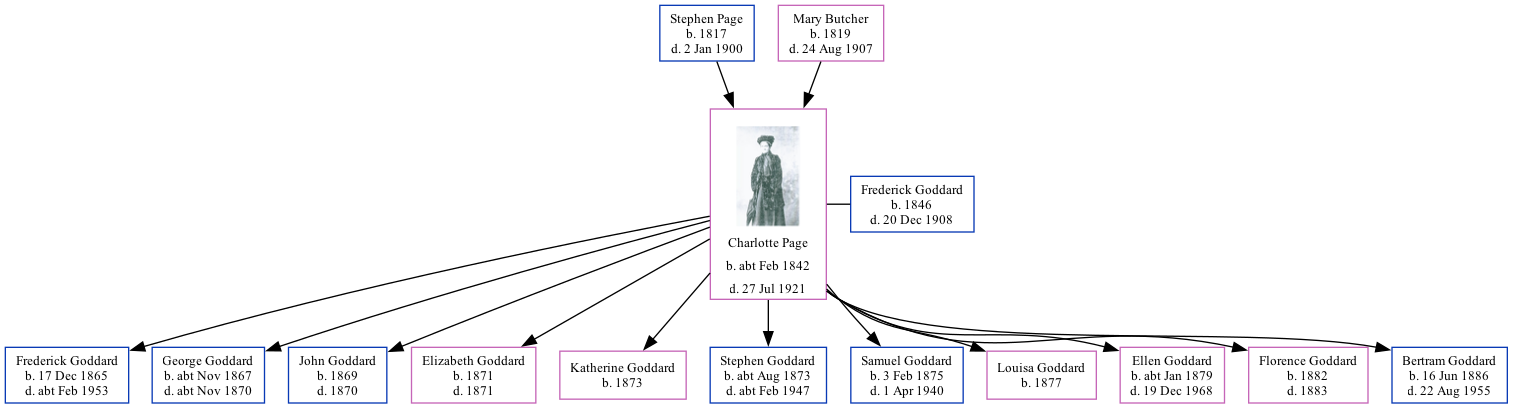 Stephen Page
b. 1817
d. 2 Jan 1900
Mary Butcher
b. 1819
d. 24 Aug 1907
Charlotte Page
b. abt Feb 1842
d. 27 Jul 1921
Frederick Goddard
b. 1846
d. 20 Dec 1908
Frederick Goddard
b. 17 Dec 1865
d. abt Feb 1953
George Goddard
b. abt Nov 1867
d. abt Nov 1870
John Goddard
b. 1869
d. 1870
Elizabeth Goddard
b. 1871
d. 1871
Katherine Goddard
b. 1873
Stephen Goddard
b. abt Aug 1873
d. abt Feb 1947
Samuel Goddard
b. 3 Feb 1875
d. 1 Apr 1940
Louisa Goddard
b. 1877
Ellen Goddard
b. abt Jan 1879
d. 19 Dec 1968
Florence Goddard
b. 1882
d. 1883
Bertram Goddard
b. 16 Jun 1886
d. 22 Aug 1955